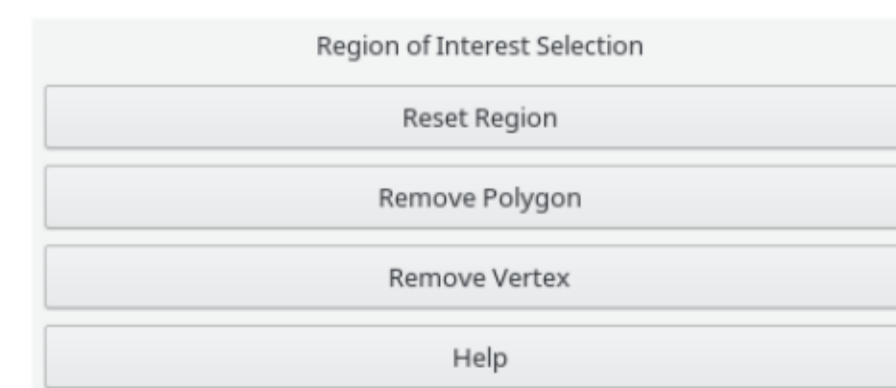 Region of Interest Selection
Reset Region
Remove Polygon
Remove Vertex
Help